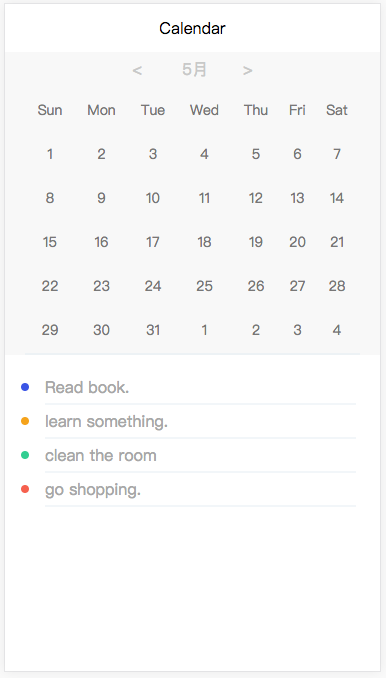 Calendar
< 5月 >
Sun Mon Tue Wed Thu Fri Sat
1 2 3 4 5 6 7
8 9 10 11 12 13 14
15 16 17 18 19 20 21
22 23 24 25 26 27 28
29 30 31 1 2 3 4
Read book.
learn something.
clean the room
go shopping.